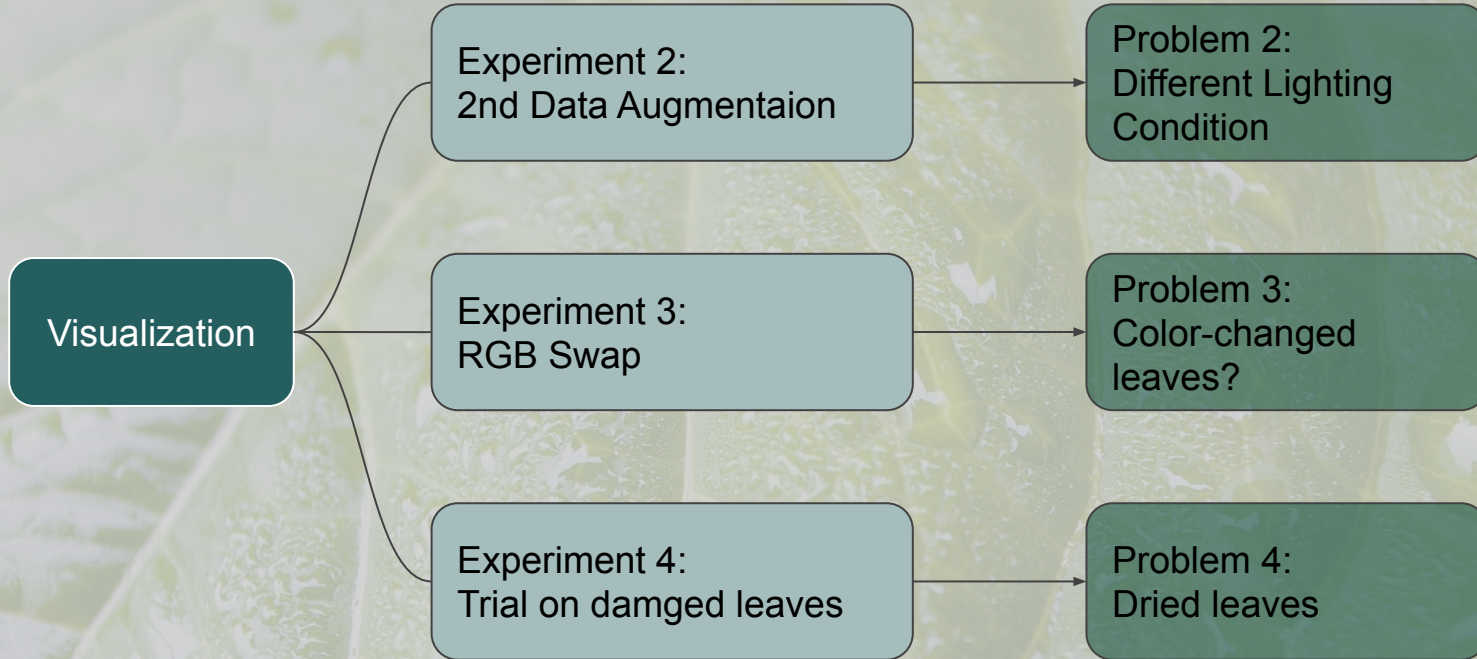 Visualization
Experiment 2:
2nd Data Augmentaion
Problem 2:
Different Lighting
Condition
Experiment 3:
RGB Swap
Problem 3:
Color-changed
leaves?
Experiment 4:
Trial on damged leaves
Problem 4:
Dried leaves